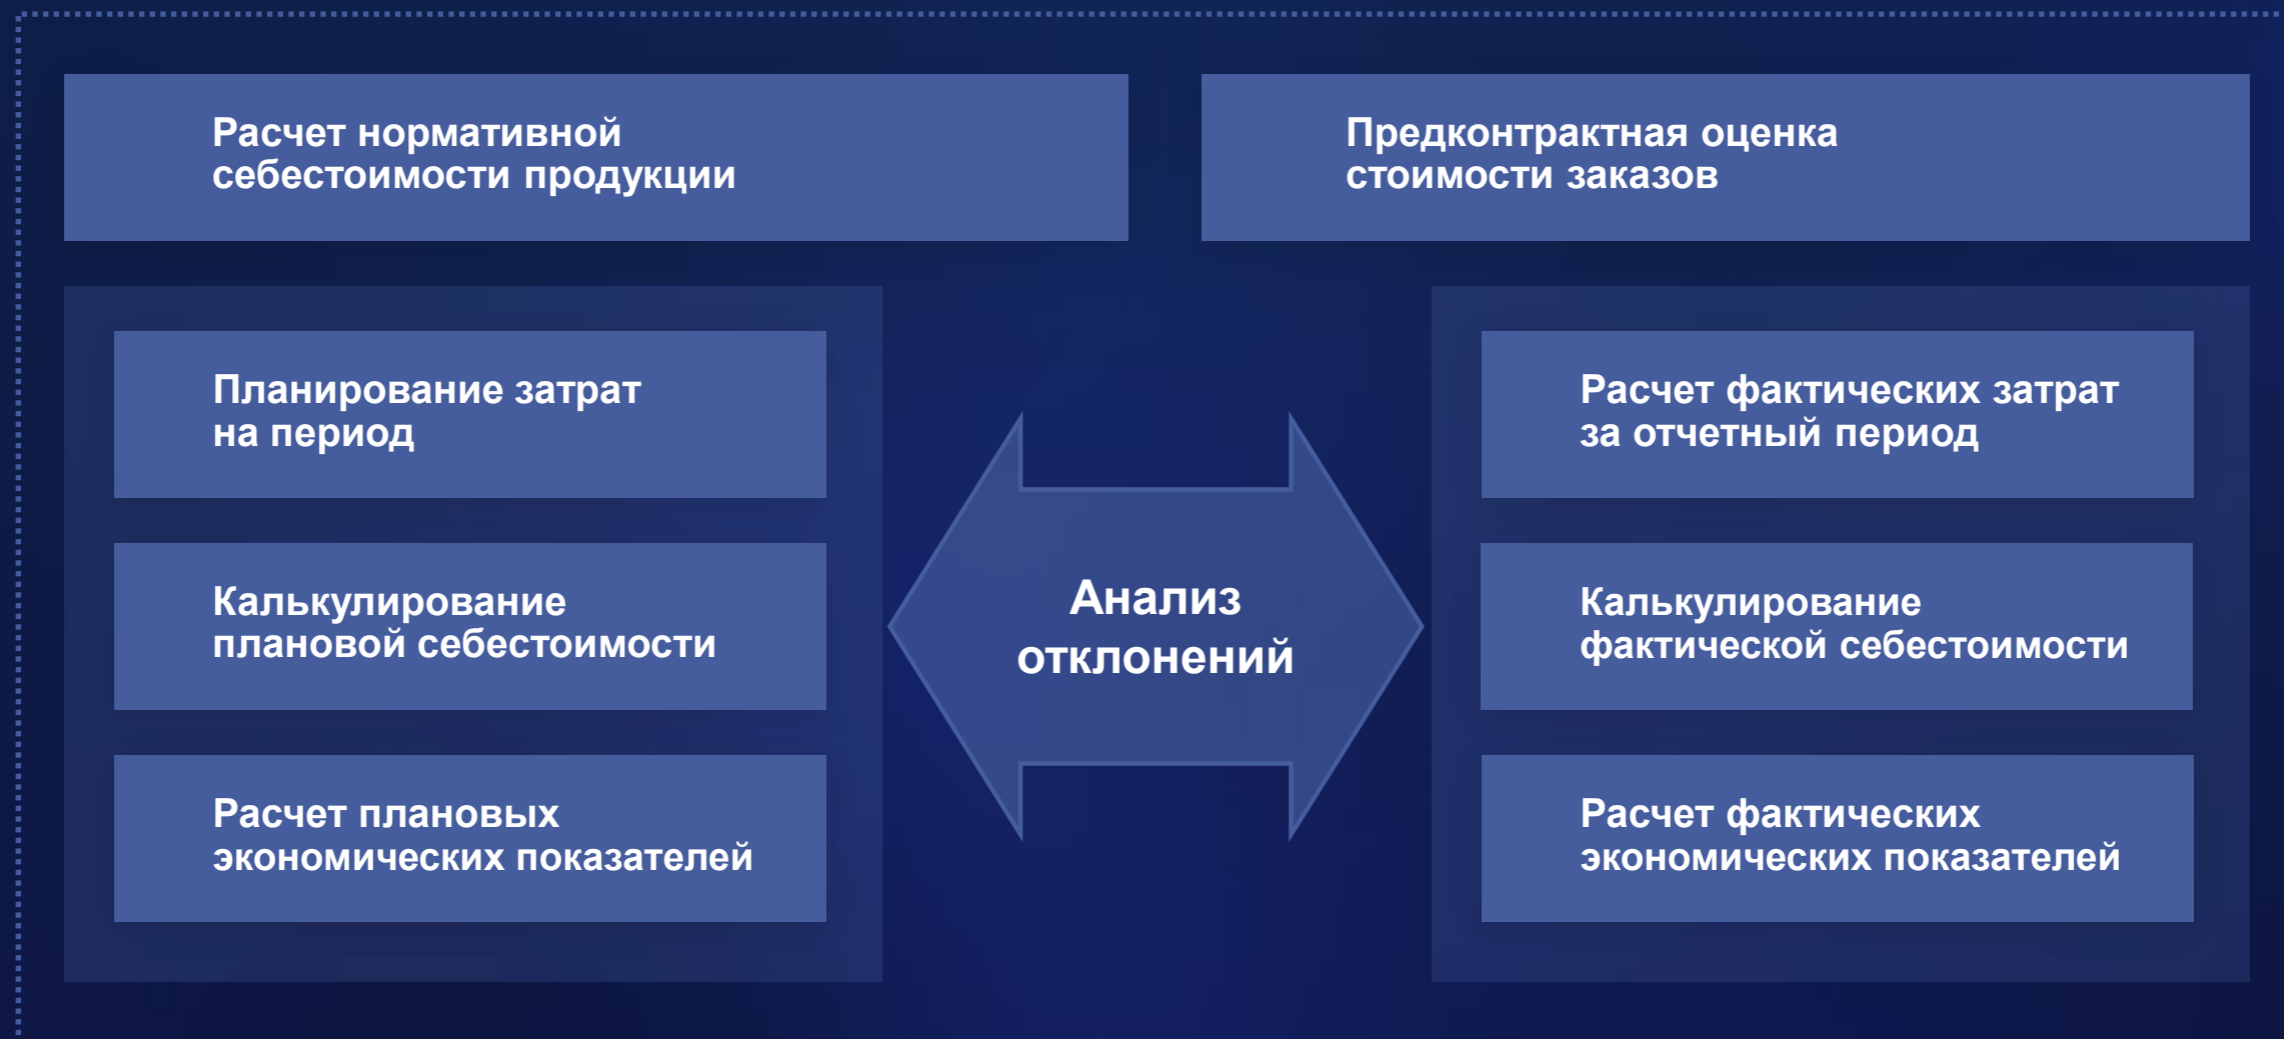 Расчет нормативной
себестоимости продукции
Предконтрактная оценка
стоимости заказов
Планирование затрат
на период
Калькулирование
плановой себестоимости
Расчет плановых
экономических показателей
Анализ
отклонений
Расчет фактических затрат
за отчетный период
Калькулирование
фактической себестоимости
Расчет фактических
экономических показателей